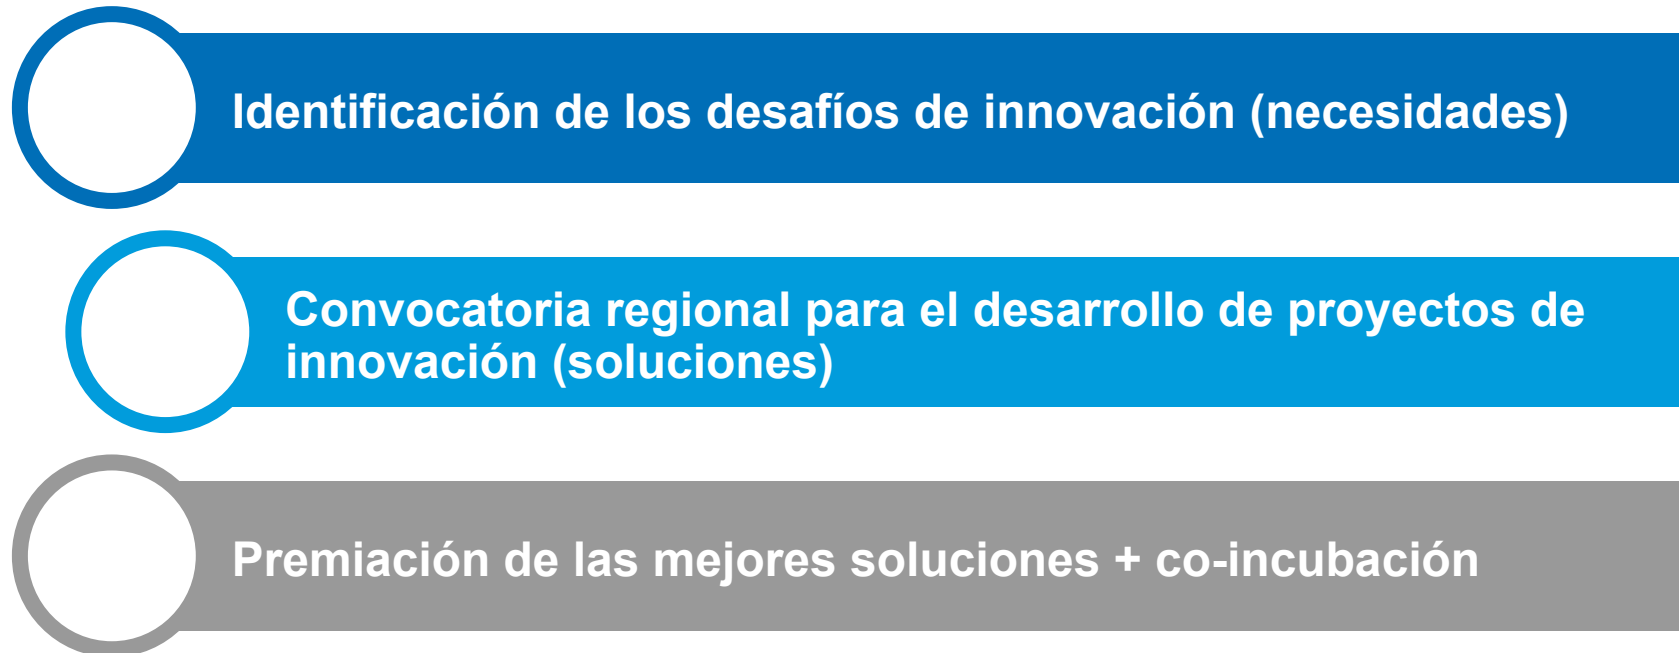 Identificación de los desafíos de innovación (necesidades)
Convocatoria regional para el desarrollo de proyectos de
innovación (soluciones)
Premiación de las mejores soluciones + co-incubación